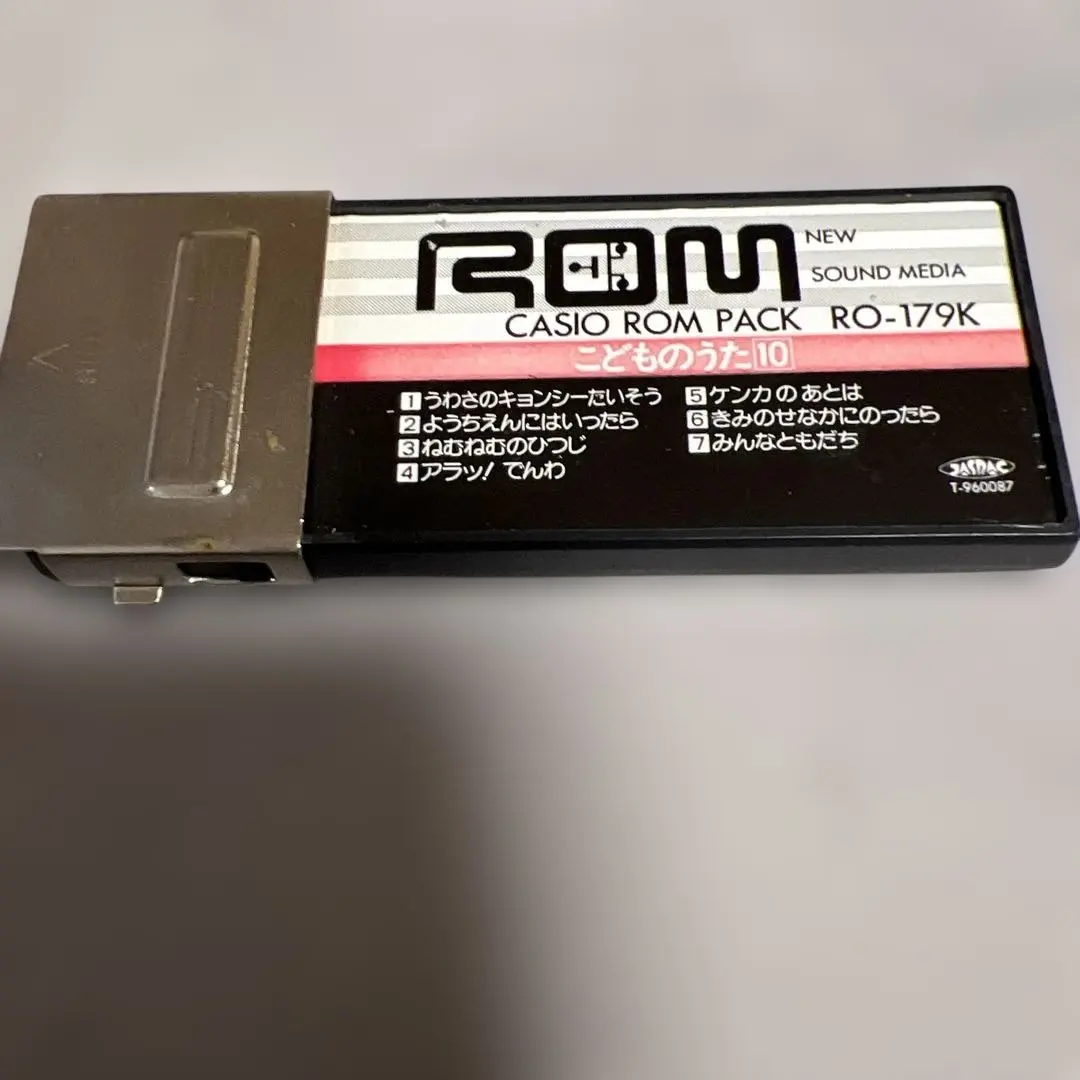 ROM
NEW
SOUND MEDIA
CASIO ROM PACK RO-179K
こどものうた10
1 うわさのキョンシーたいそう
2 ようちえんにはいったら
3 ねむねむのひつじ
4 アラッ! でんわ
5 ケンカのあとは
6 きみのせなかにのったら
7 みんなともだち
JASRAC
T-960087